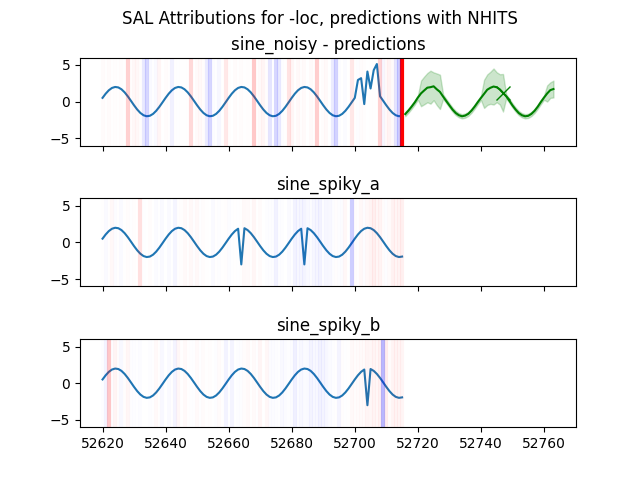 SAL Attributions for -loc, predictions with NHITS
sine_noisy - predictions
5
0
−5
sine_spiky_a
5
0
−5
sine_spiky_b
5
0
−5
52620 52640 52660 52680 52700 52720 52740 52760